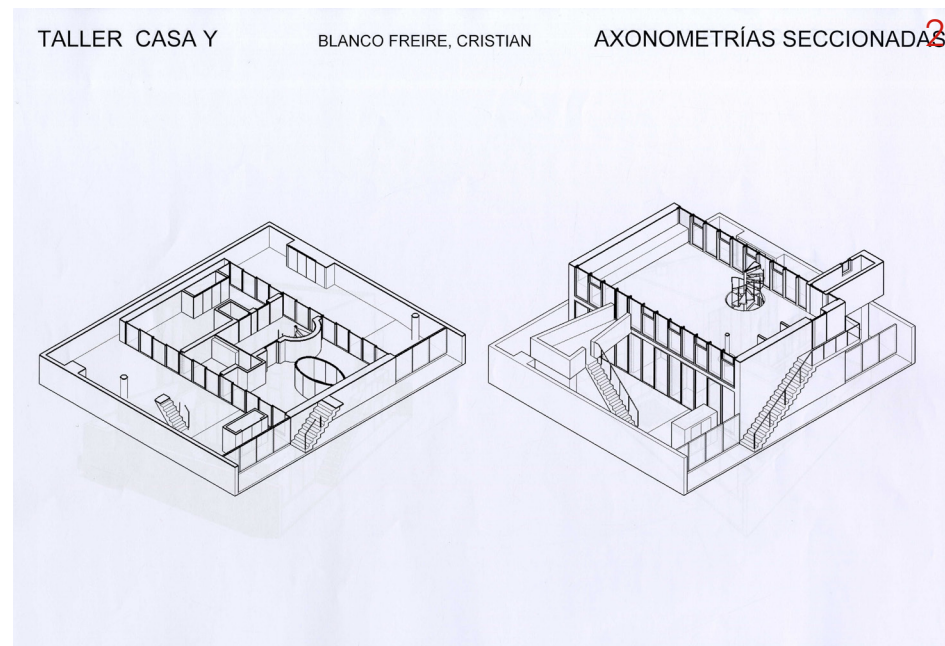 TALLER CASA Y BLANCO FREIRE, CRISTIAN AXONOMETRÍAS SECCIONADAS 2